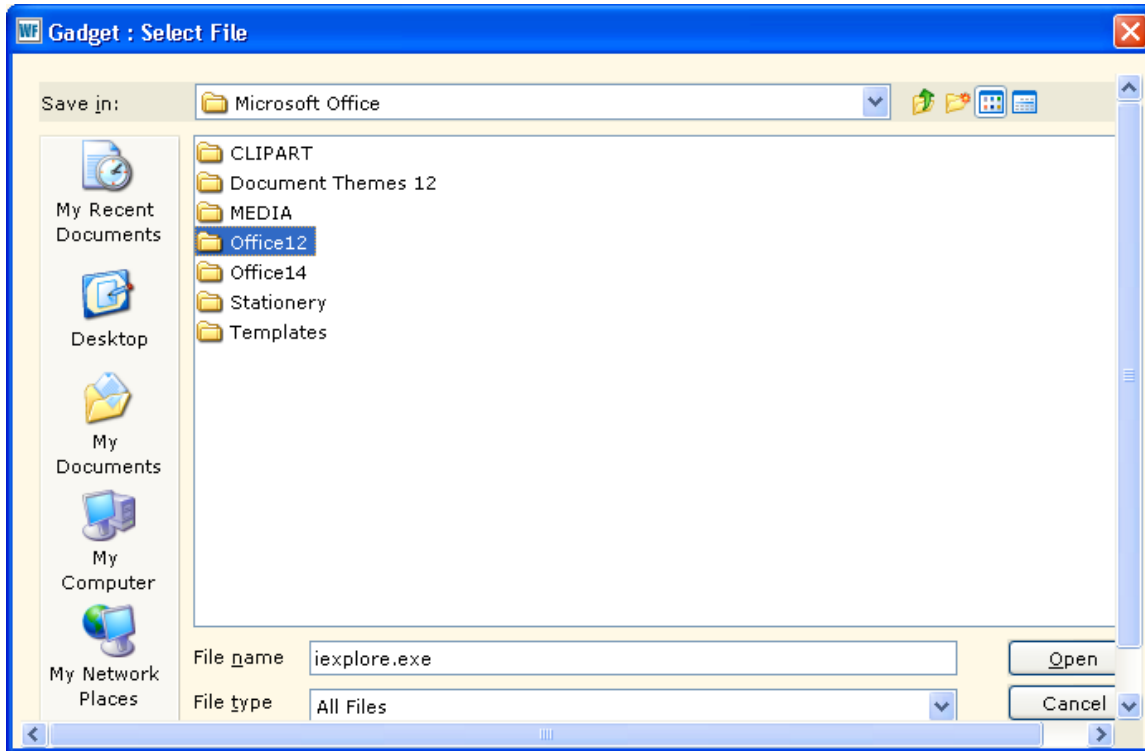 WF Gadget : Select File
Save in: Microsoft Office
CLIPART
Document Themes 12
MEDIA
Office12
Office14
Stationery
Templates
My Recent
Documents
Desktop
My
Documents
My
Computer
My Network
Places
File name iexplore.exe Open
File type All Files Cancel